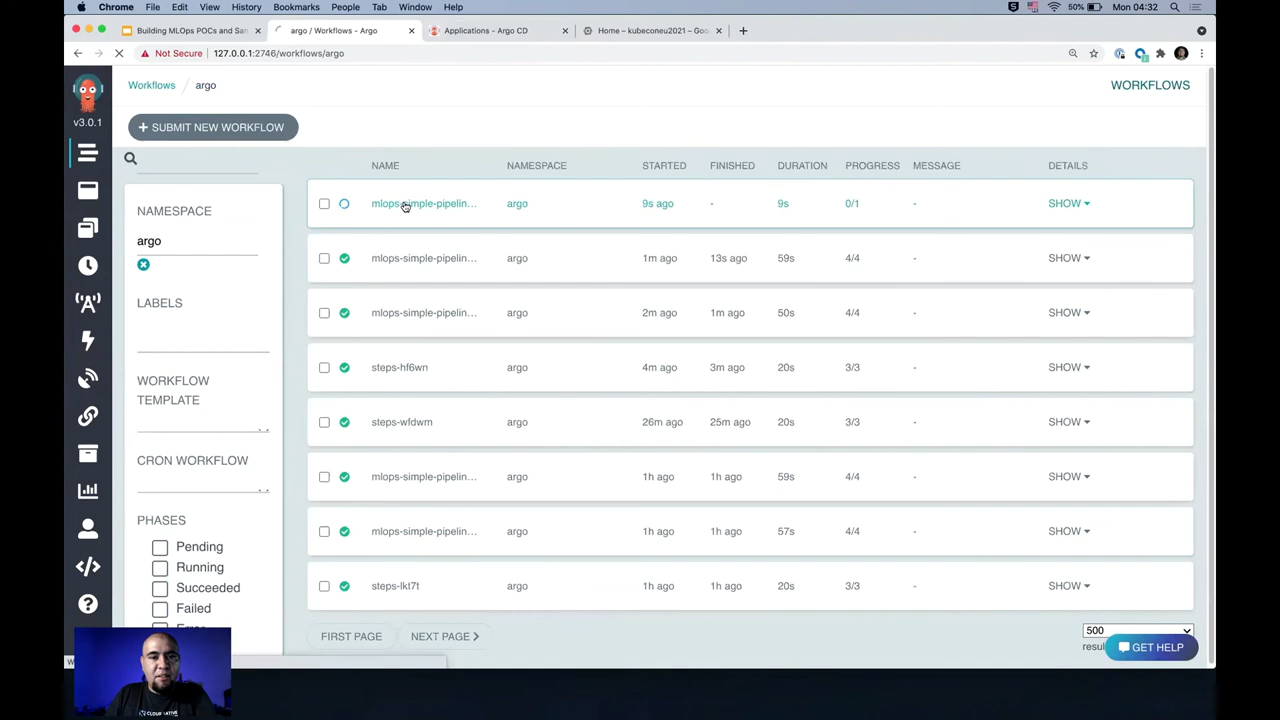 Chrome File Edit View History Bookmarks People Tab Window Help 50% Mon 04:32
Building MLOps POCs and San argo / Workflows - Argo Applications - Argo CD Home – kubeconeu2021 – Goo
Not Secure 127.0.0.1:2746/workflows/argo
Workflows / argo WORKFLOWS
v3.0.1
+ SUBMIT NEW WORKFLOW
NAME NAMESPACE STARTED FINISHED DURATION PROGRESS MESSAGE DETAILS
mlops-simple-pipelin... argo 9s ago - 9s 0/1 - SHOW
mlops-simple-pipelin... argo 1m ago 13s ago 59s 4/4 - SHOW
mlops-simple-pipelin... argo 2m ago 1m ago 50s 4/4 - SHOW
steps-hf6wn argo 4m ago 3m ago 20s 3/3 - SHOW
steps-wfdwm argo 26m ago 25m ago 20s 3/3 - SHOW
mlops-simple-pipelin... argo 1h ago 1h ago 59s 4/4 - SHOW
mlops-simple-pipelin... argo 1h ago 1h ago 57s 4/4 - SHOW
steps-lkt7t argo 1h ago 1h ago 20s 3/3 - SHOW
NAMESPACE
argo
LABELS
WORKFLOW
TEMPLATE
CRON WORKFLOW
PHASES
Pending
Running
Succeeded
Failed
Error
FIRST PAGE NEXT PAGE
500
resul
GET HELP
CLOUD NATIVE